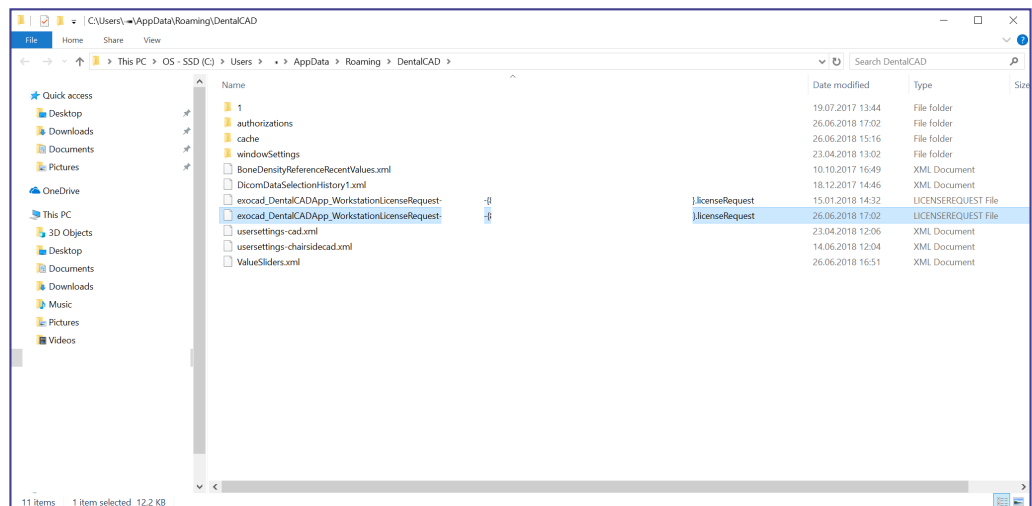 C:\Users\ \AppData\Roaming\DentalCAD
File Home Share View
This PC > OS - SSD (C:) > Users > > AppData > Roaming > DentalCAD >
Search DentalCAD
Name Date modified Type Size
Quick access
Desktop
Downloads
Documents
Pictures
OneDrive
This PC
3D Objects
Desktop
Documents
Downloads
Music
Pictures
Videos
1 19.07.2017 13:44 File folder
authorizations 26.06.2018 17:02 File folder
cache 26.06.2018 15:16 File folder
windowSettings 23.04.2018 13:02 File folder
BoneDensityReferenceRecentValues.xml 10.10.2017 16:49 XML Document
DicomDataSelectionHistory1.xml 18.12.2017 14:46 XML Document
exocad_DentalCADApp_WorkstationLicenseRequest- -{ }.licenseRequest 15.01.2018 14:32 LICENSEREQUEST File
exocad_DentalCADApp_WorkstationLicenseRequest- -{ }.licenseRequest 26.06.2018 17:02 LICENSEREQUEST File
usersettings-cad.xml 23.04.2018 12:06 XML Document
usersettings-chairsidecad.xml 14.06.2018 12:04 XML Document
ValueSliders.xml 26.06.2018 16:51 XML Document
11 items 1 item selected 12.2 KB